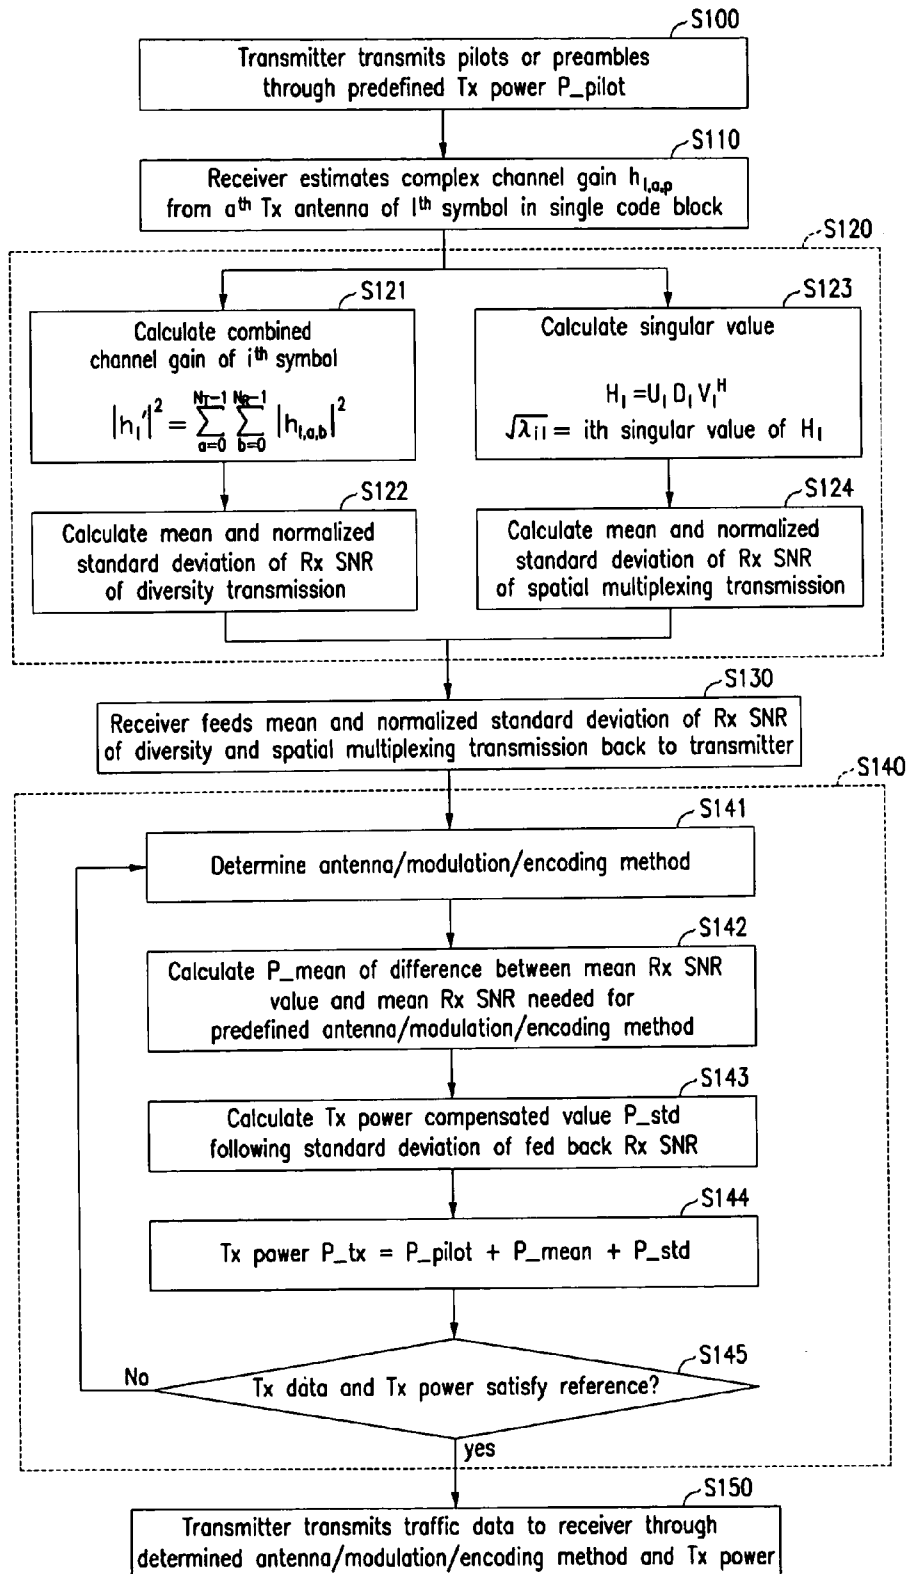 S100
Transmitter transmits pilots or preambles
through predefined Tx power P_pilot
S110
Receiver estimates complex channel gain h_{l,a,p}
from a^{th} Tx antenna of l^{th} symbol in single code block
S120
S121
Calculate combined
channel gain of i^{th} symbol
|h_l'|^2 = \sum_{a=0}^{N_T-1} \sum_{b=0}^{N_R-1} |h_{l,a,b}|^2
S123
Calculate singular value
H_l = U_l D_l V_l^H
\sqrt{λ_{il}} = ith singular value of H_l
S122
Calculate mean and normalized
standard deviation of Rx SNR
of diversity transmission
S124
Calculate mean and normalized
standard deviation of Rx SNR
of spatial multiplexing transmission
S130
Receiver feeds mean and normalized standard deviation of Rx SNR
of diversity and spatial multiplexing transmission back to transmitter
S140
S141
Determine antenna/modulation/encoding method
S142
Calculate P_mean of difference between mean Rx SNR
value and mean Rx SNR needed for
predefined antenna/modulation/encoding method
S143
Calculate Tx power compensated value P_std
following standard deviation of fed back Rx SNR
S144
Tx power P_tx = P_pilot + P_mean + P_std
S145
No
Tx data and Tx power satisfy reference?
yes
S150
Transmitter transmits traffic data to receiver through
determined antenna/modulation/encoding method and Tx power